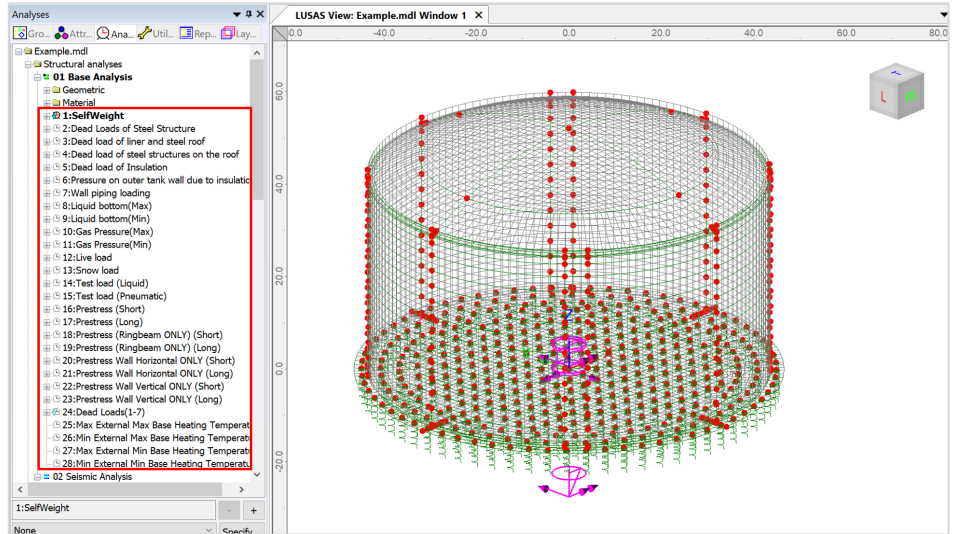 Analyses
LUSAS View: Example.mdl Window 1
Gro... Attr... Ana... Util... Rep... Lay...
Example.mdl
Structural analyses
01 Base Analysis
Geometric
Material
1:SelfWeight
2:Dead Loads of Steel Structure
3:Dead load of liner and steel roof
4:Dead load of steel structures on the roof
5:Dead load of Insulation
6:Pressure on outer tank wall due to insulatic
7:Wall piping loading
8:Liquid bottom(Max)
9:Liquid bottom(Min)
10:Gas Pressure(Max)
11:Gas Pressure(Min)
12:Live load
13:Snow load
14:Test load (Liquid)
15:Test load (Pneumatic)
16:Prestress (Short)
17:Prestress (Long)
18:Prestress (Ringbeam ONLY) (Short)
19:Prestress (Ringbeam ONLY) (Long)
20:Prestress Wall Horizontal ONLY (Short)
21:Prestress Wall Horizontal ONLY (Long)
22:Prestress Wall Vertical ONLY (Short)
23:Prestress Wall Vertical ONLY (Long)
24:Dead Loads(1-7)
25:Max External Max Base Heating Temperat
26:Min External Max Base Heating Temperati
27:Max External Min Base Heating Temperati
28:Min External Min Base Heating Temperatu
02 Seismic Analysis
1:SelfWeight
- +
None
Specify
-40.0 -20.0 0.0 20.0 40.0 60.0 80.0
60.0
40.0
20.0
0.0
-20.0
Z
L